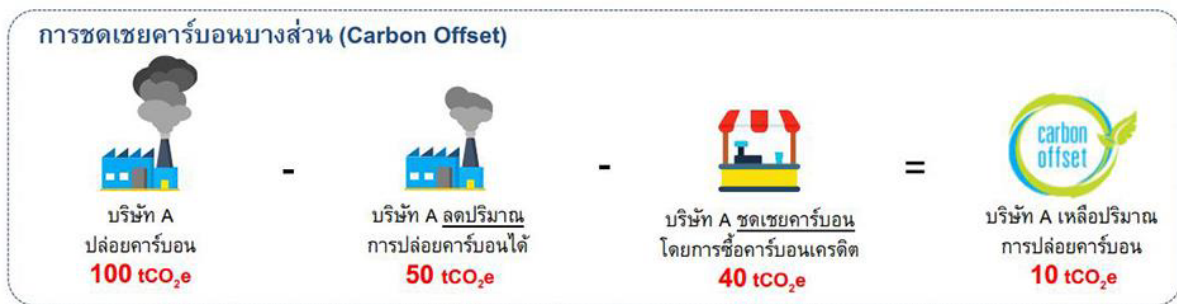 การชดเชยคาร์บอนบางส่วน (Carbon Offset)
-
-
=
carbon
offset
บริษัท A
ปล่อยคาร์บอน
100 tCO₂e
บริษัท A ลดปริมาณ
การปล่อยคาร์บอนได้
50 tCO₂e
บริษัท A ชดเชยคาร์บอน
โดยการซื้อคาร์บอนเครดิต
40 tCO₂e
บริษัท A เหลือปริมาณ
การปล่อยคาร์บอน
10 tCO₂e